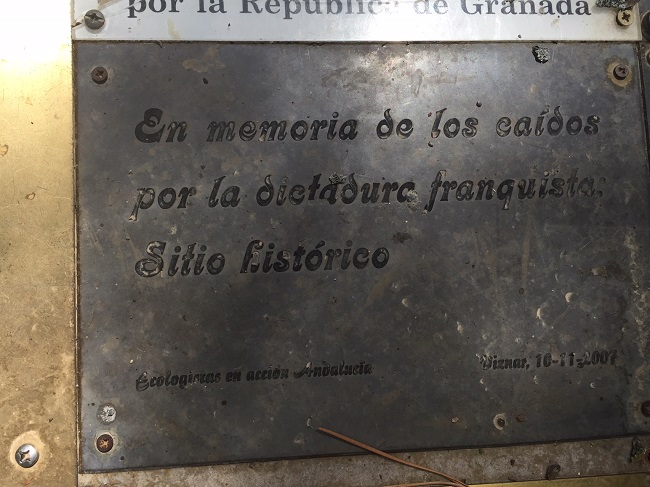 por la República de Granada
En memoria de los caídos
por la dictadura franquista:
Sitio histórico
Ecologistas en acción Andalucía
Viznar, 10-11-2007